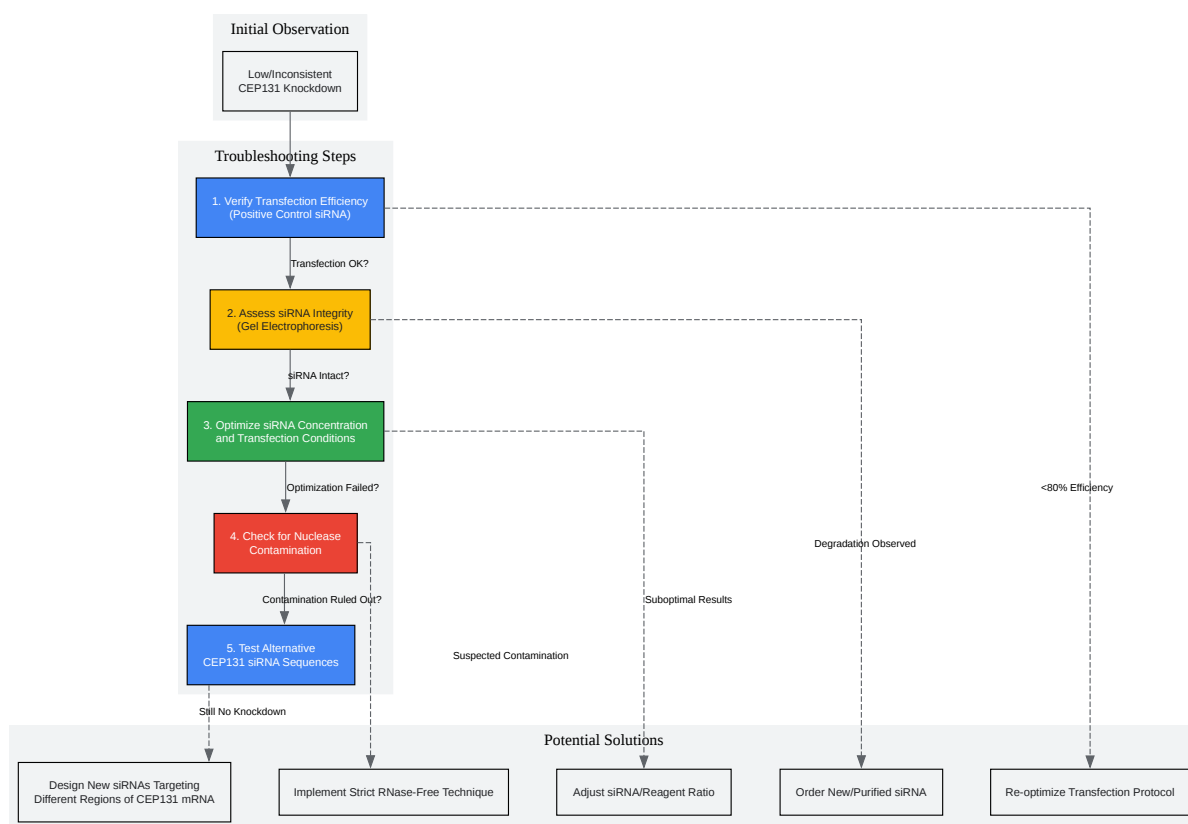 Initial Observation
Low/Inconsistent
CEP131 Knockdown
Troubleshooting Steps
1. Verify Transfection Efficiency
(Positive Control siRNA)
Transfection OK?
2. Assess siRNA Integrity
(Gel Electrophoresis)
siRNA Intact?
3. Optimize siRNA Concentration
and Transfection Conditions
Optimization Failed?
<80% Efficiency
4. Check for Nuclease
Contamination
Degradation Observed
Contamination Ruled Out?
Suboptimal Results
5. Test Alternative
CEP131 siRNA Sequences
Suspected Contamination
Still No Knockdown
Potential Solutions
Design New siRNAs Targeting
Different Regions of CEP131 mRNA
Implement Strict RNase-Free Technique
Adjust siRNA/Reagent Ratio
Order New/Purified siRNA
Re-optimize Transfection Protocol